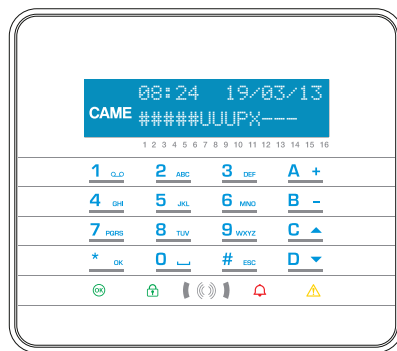 08:24 19/03/13
CAME #####UUUPX---
1 2 3 4 5 6 7 8 9 10 11 12 13 14 15 16
1 2 ABC 3 DEF A +
4 GHI 5 JKL 6 MNO B -
7 PGRS 8 TUV 9 WXYZ C
* OK 0 # ESC D
OK